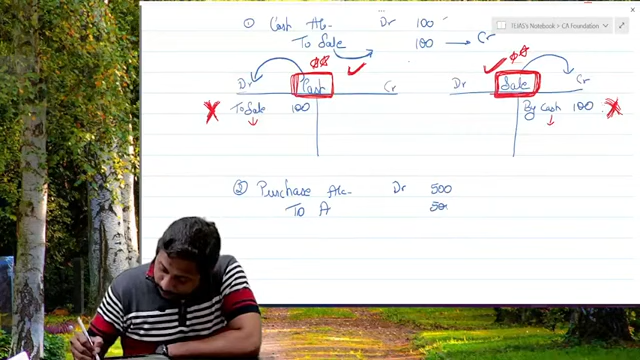 TEJAS's Notebook > CA Foundation
① Cash A/c Dr 100
To Sale 100 → Cr
Dr Cash Cr
To Sale 100
Dr Sale Cr
By Cash 100
② Purchase A/c Dr 500
To A 500